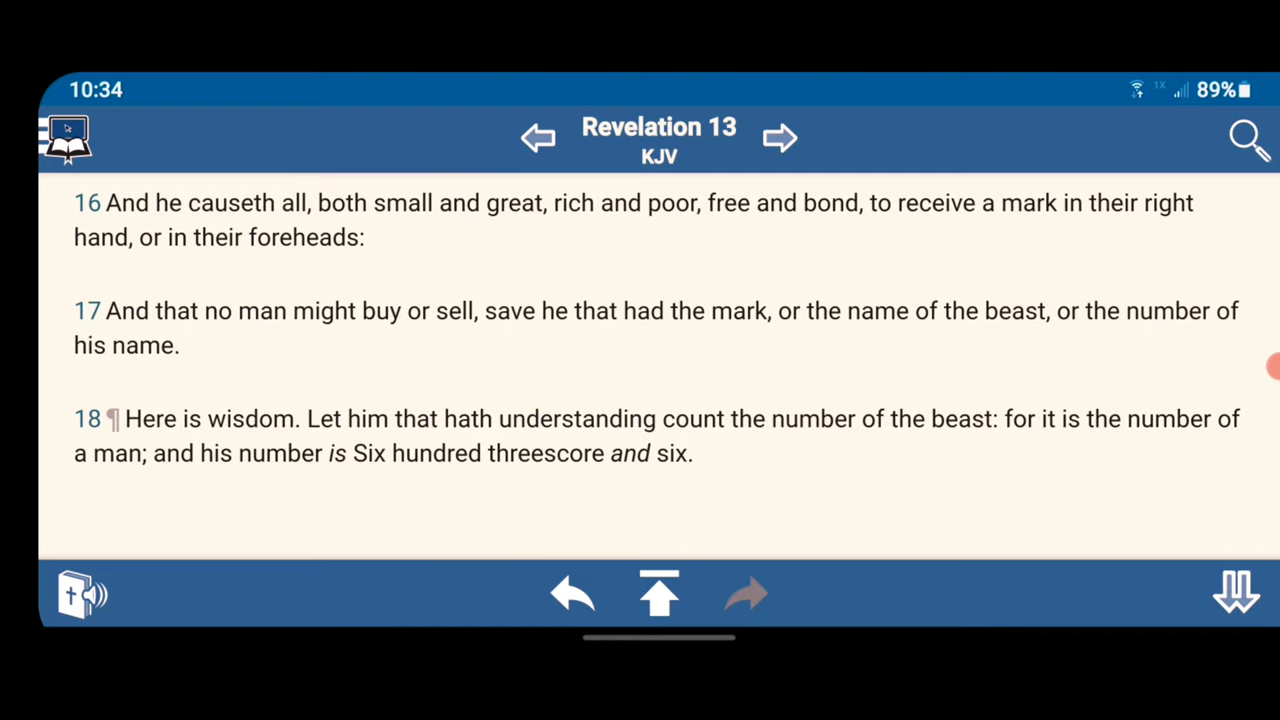 10:34
1X
89%
Revelation 13
KJV
16 And he causeth all, both small and great, rich and poor, free and bond, to receive a mark in their right
hand, or in their foreheads:
17 And that no man might buy or sell, save he that had the mark, or the name of the beast, or the number of
his name.
18 ¶ Here is wisdom. Let him that hath understanding count the number of the beast: for it is the number of
a man; and his number is Six hundred threescore and six.